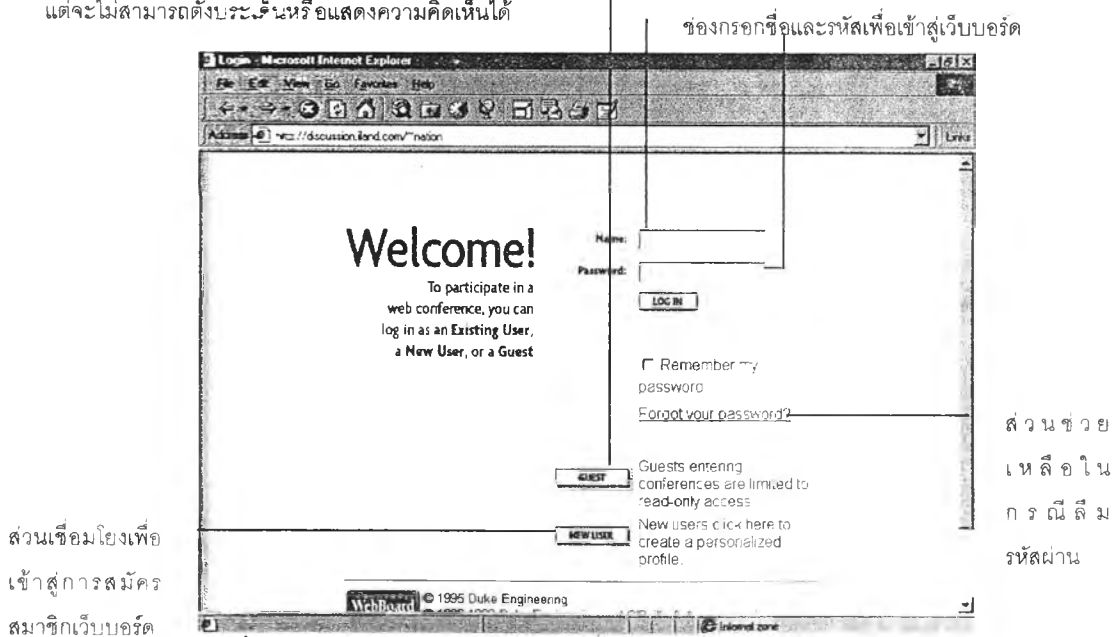 แต่จะไม่สามารถตั้งประเด็นหรือแสดงความคิดเห็นได้
ช่องกรอกชื่อและรหัสเพื่อเข้าสู่เว็บบอร์ด
Login - Microsoft Internet Explorer
File Edit View Go Favorites Help
Address ://discussion.iland.com/~nation Links
Welcome!
To participate in a
web conference, you can
log in as an Existing User,
a New User, or a Guest
Name:
Password:
LOG IN
Remember my
password
Forgot your password?
ส่วนช่วย
เหลือใน
กรณีลืม
รหัสผ่าน
GUEST
Guests entering
conferences are limited to
read-only access
NEW USER
New users click here to
create a personalized
profile.
ส่วนเชื่อมโยงเพื่อ
เข้าสู่การสมัคร
สมาชิกเว็บบอร์ด
WebBoard © 1995 Duke Engineering
Internet zone